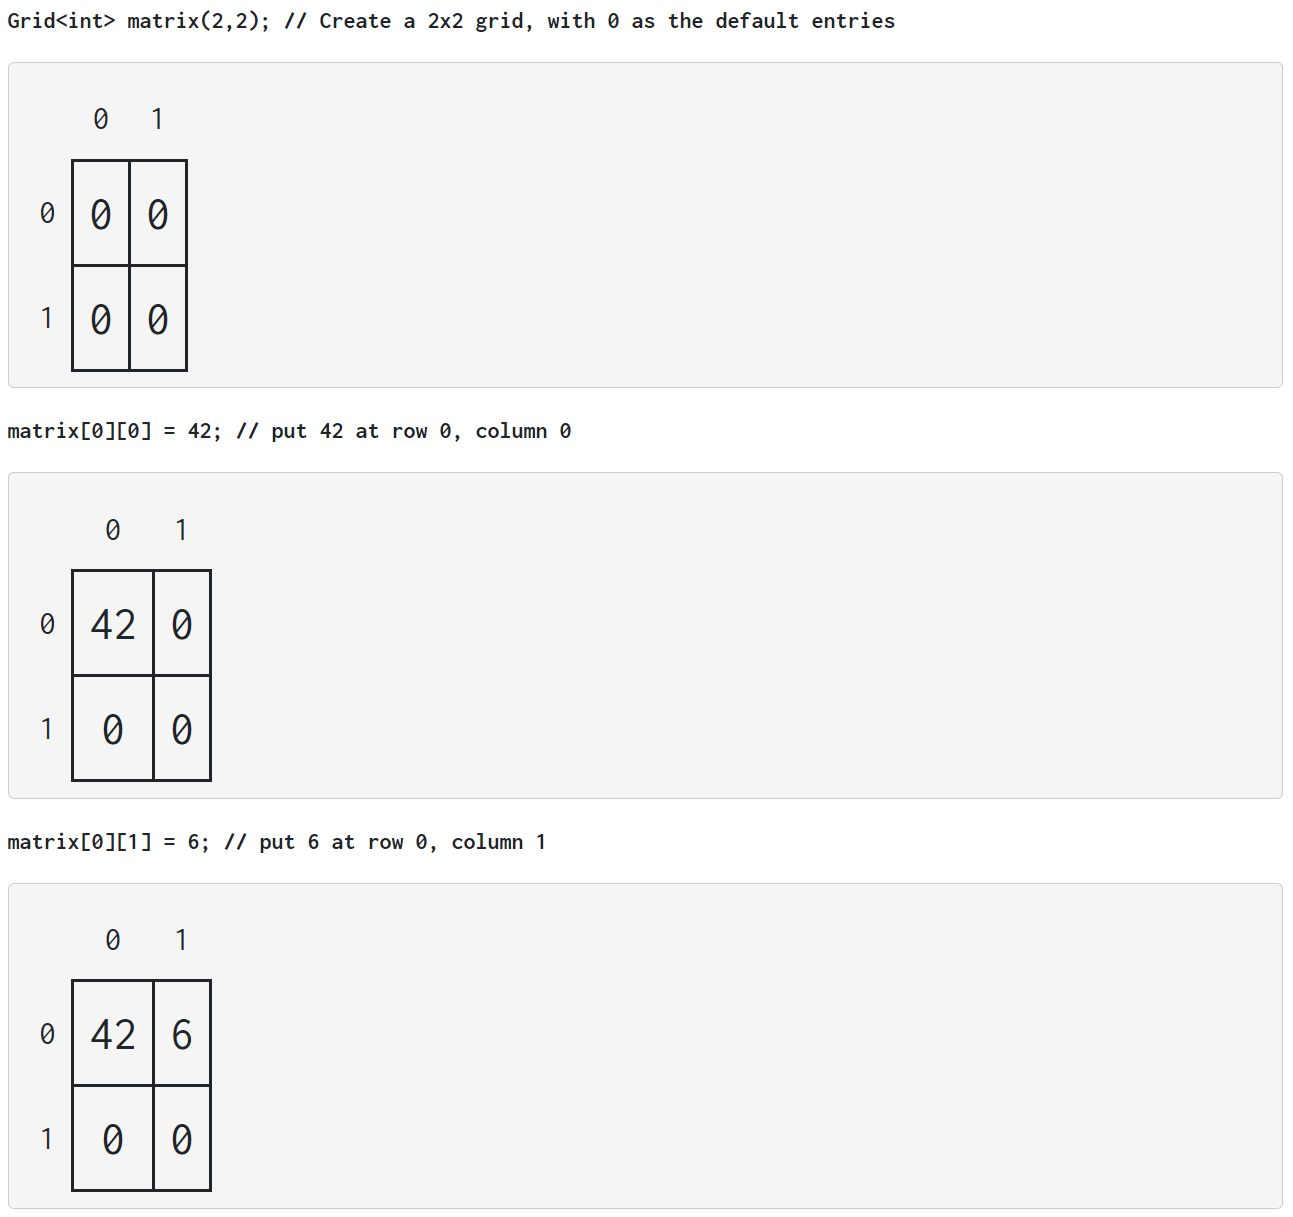 Grid<int> matrix(2,2); // Create a 2x2 grid, with 0 as the default entries
0 1
0 0 0
1 0 0
matrix[0][0] = 42; // put 42 at row 0, column 0
0 1
0 42 0
1 0 0
matrix[0][1] = 6; // put 6 at row 0, column 1
0 1
0 42 6
1 0 0